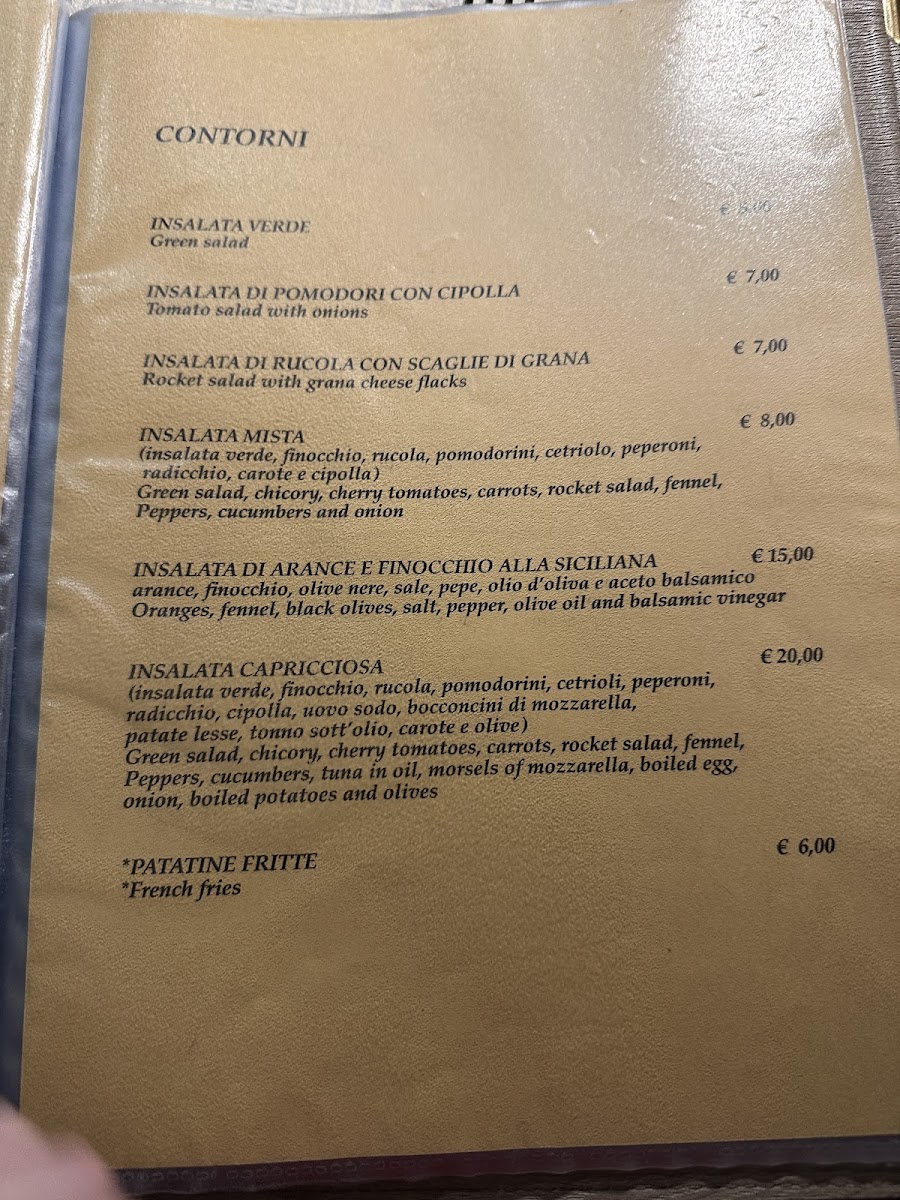 CONTORNI
INSALATA VERDE
Green salad
INSALATA DI POMODORI CON CIPOLLA € 7,00
Tomato salad with onions
INSALATA DI RUCOLA CON SCAGLIE DI GRANA € 7,00
Rocket salad with grana cheese flacks
INSALATA MISTA € 8,00
(insalata verde, finocchio, rucola, pomodorini, cetriolo, peperoni,
radicchio, carote e cipolla)
Green salad, chicory, cherry tomatoes, carrots, rocket salad, fennel,
Peppers, cucumbers and onion
INSALATA DI ARANCE E FINOCCHIO ALLA SICILIANA € 15,00
arance, finocchio, olive nere, sale, pepe, olio d'oliva e aceto balsamico
Oranges, fennel, black olives, salt, pepper, olive oil and balsamic vinegar
INSALATA CAPRICCIOSA € 20,00
(insalata verde, finocchio, rucola, pomodorini, cetrioli, peperoni,
radicchio, cipolla, uovo sodo, bocconcini di mozzarella,
patate lesse, tonno sott'olio, carote e olive)
Green salad, chicory, cherry tomatoes, carrots, rocket salad, fennel,
Peppers, cucumbers, tuna in oil, morsels of mozzarella, boiled egg,
onion, boiled potatoes and olives
*PATATINE FRITTE € 6,00
*French fries